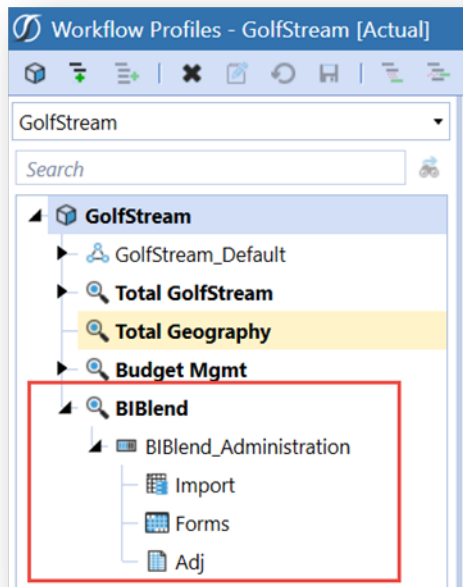 Workflow Profiles - GolfStream [Actual]
GolfStream
Search
GolfStream
GolfStream_Default
Total GolfStream
Total Geography
Budget Mgmt
BIBlend
BIBlend_Administration
Import
Forms
Adj